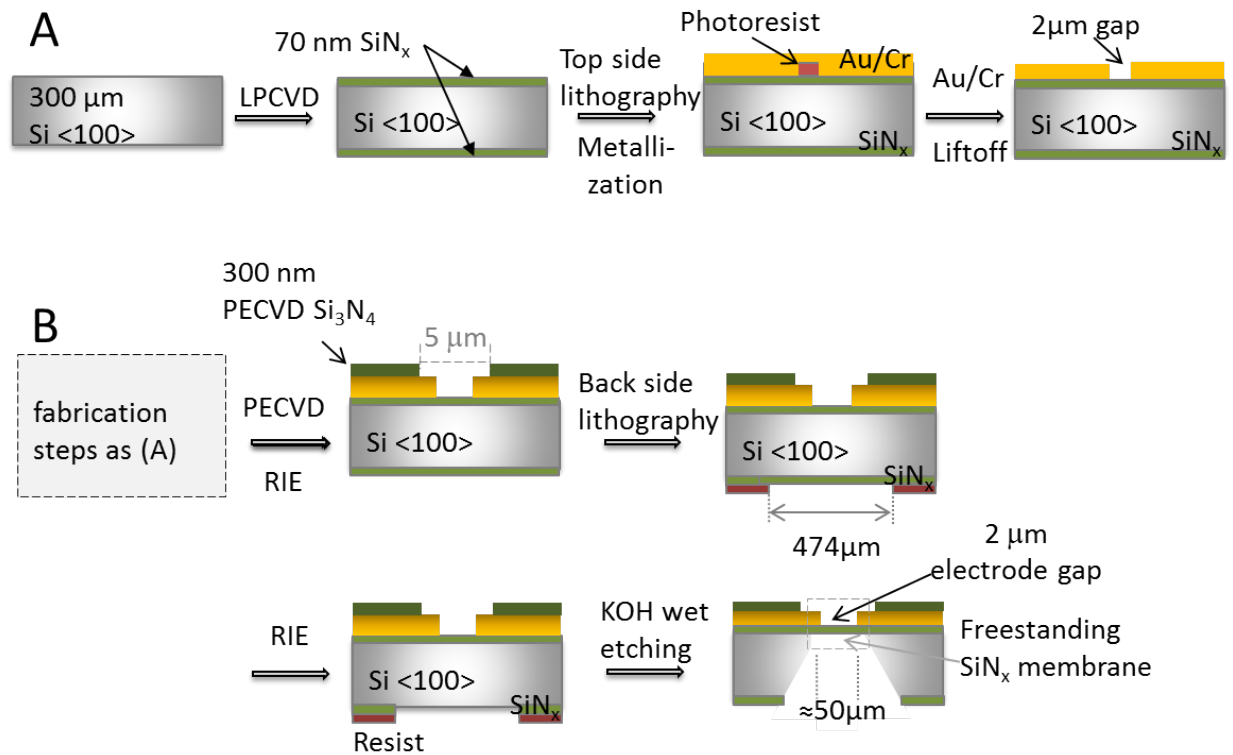 A
300 μm
Si <100>
LPCVD
70 nm SiNₓ
Si <100>
Top side
lithography
Metalli-
zation
Photoresist
Au/Cr
Si <100>
SiNₓ
Au/Cr
Liftoff
2μm gap
Si <100>
SiNₓ
B
fabrication
steps as (A)
PECVD
RIE
300 nm
PECVD Si₃N₄
5 μm
Si <100>
Back side
lithography
Si <100>
SiNₓ
474μm
RIE
Si <100>
SiNₓ
Resist
KOH wet
etching
2 μm
electrode gap
Freestanding
SiNₓ membrane
≈50μm